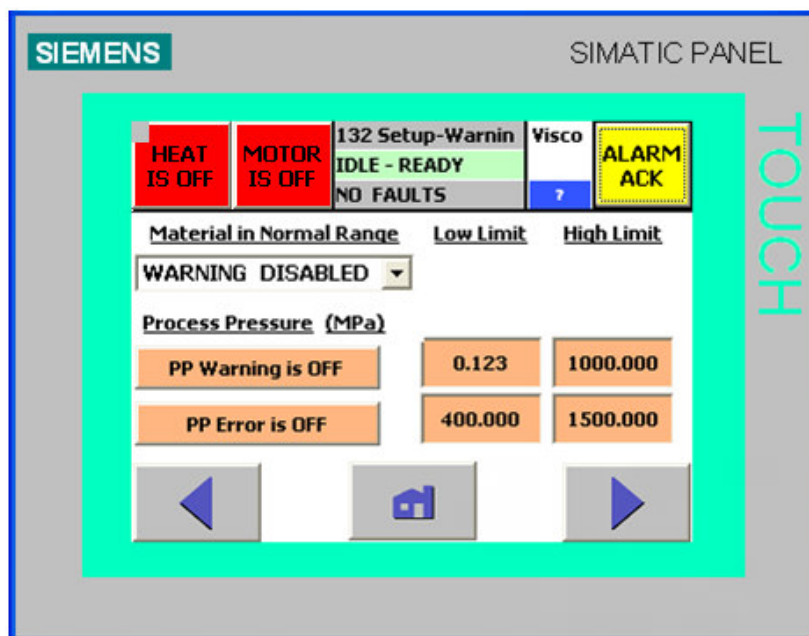 SIEMENS
SIMATIC PANEL
TOUCH
HEAT
IS OFF
MOTOR
IS OFF
132 Setup-Warnin
IDLE - READY
NO FAULTS
Visco
?
ALARM
ACK
Material in Normal Range
Low Limit
High Limit
WARNING DISABLED
Process Pressure (MPa)
PP Warning is OFF
0.123
1000.000
PP Error is OFF
400.000
1500.000